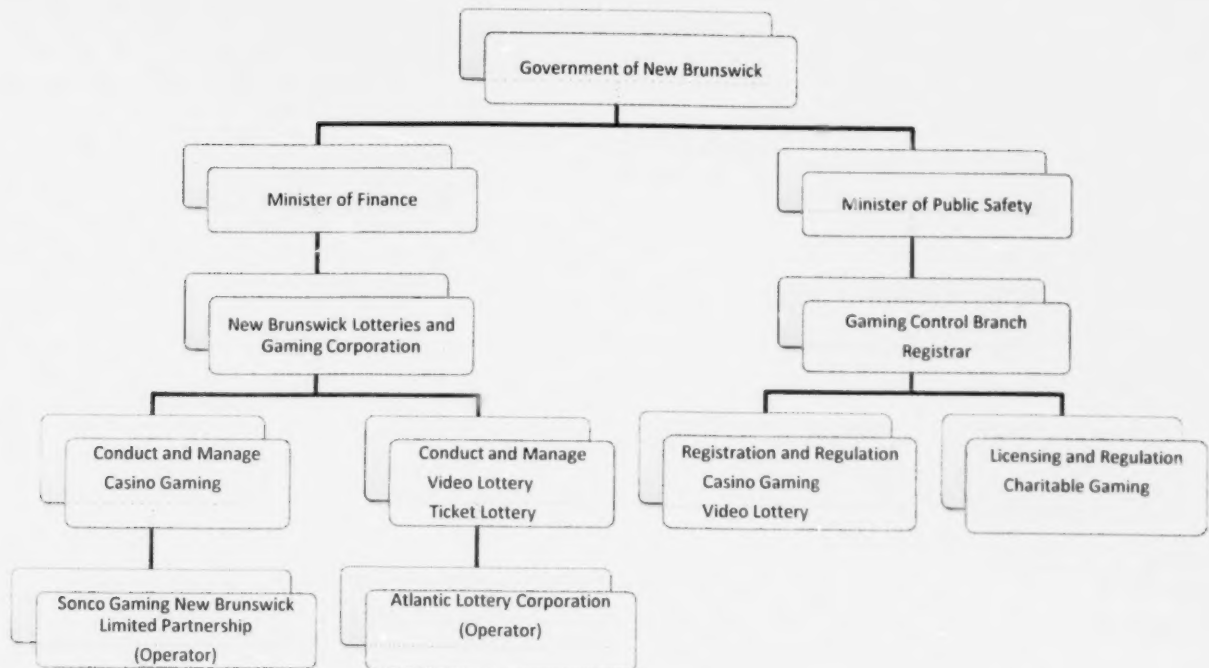 Government of New Brunswick
Minister of Finance
Minister of Public Safety
New Brunswick Lotteries and
Gaming Corporation
Gaming Control Branch
Registrar
Conduct and Manage
Casino Gaming
Conduct and Manage
Video Lottery
Ticket Lottery
Registration and Regulation
Casino Gaming
Video Lottery
Licensing and Regulation
Charitable Gaming
Sonco Gaming New Brunswick
Limited Partnership
(Operator)
Atlantic Lottery Corporation
(Operator)